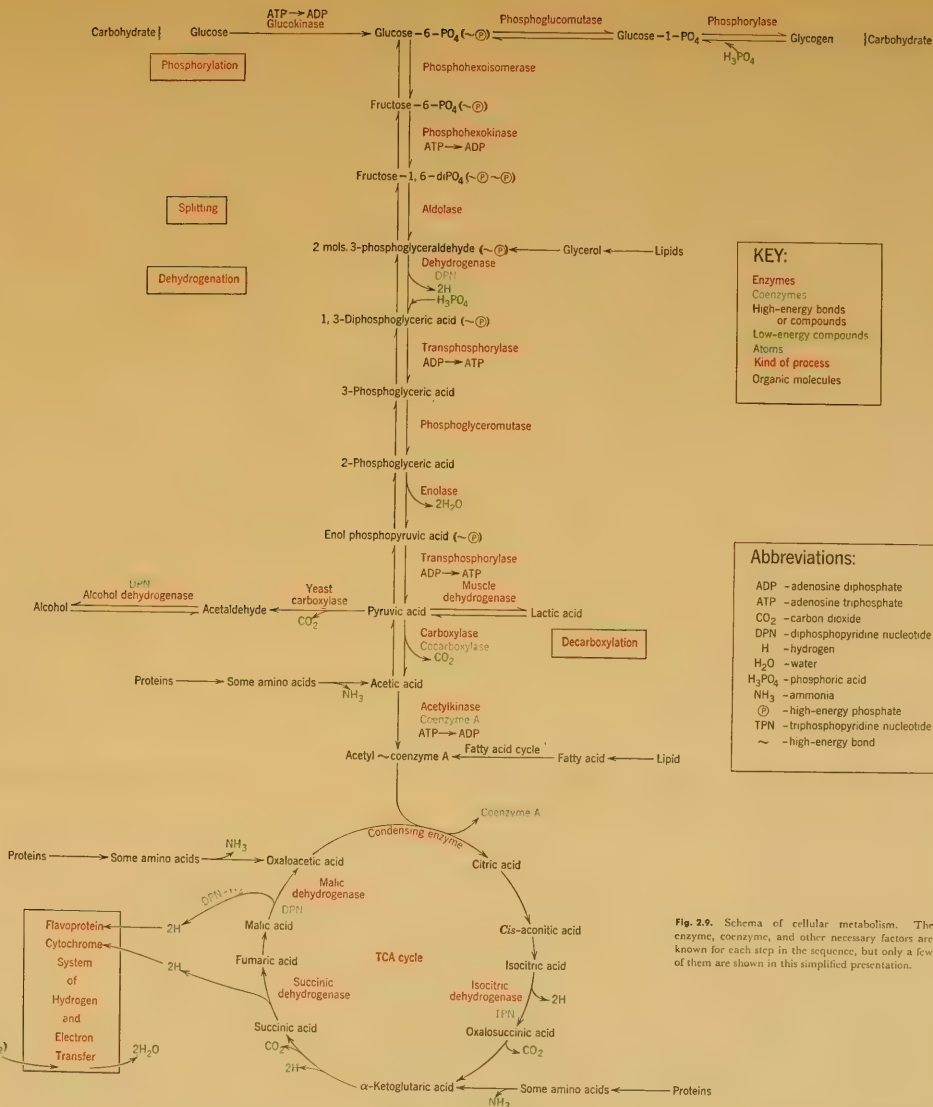 ATP→ADP
Glucokinase
Carbohydrate { Glucose Glucose-6-PO₄(~Ⓟ) Phosphoglucomutase Glucose-1-PO₄ Phosphorylase Glycogen }Carbohydrate
H₃PO₄
Phosphorylation
Phosphohexoisomerase
Fructose-6-PO₄(~Ⓟ)
Phosphohexokinase
ATP→ADP
Fructose-1, 6-diPO₄(~Ⓟ ~Ⓟ)
Splitting
Aldolase
2 mols. 3-phosphoglyceraldehyde (~Ⓟ) Glycerol Lipids
Dehydrogenation
Dehydrogenase
DPN
2H
H₃PO₄
1, 3-Diphosphoglyceric acid (~Ⓟ)
Transphosphorylase
ADP→ATP
3-Phosphoglyceric acid
Phosphoglyceromutase
2-Phosphoglyceric acid
Enolase
2H₂O
Enol phosphopyruvic acid (~Ⓟ)
Transphosphorylase
ADP→ATP
Muscle
dehydrogenase
DPN
Alcohol dehydrogenase
Yeast
carboxylase
Alcohol Acetaldehyde Pyruvic acid Lactic acid
CO₂
Carboxylase
Cocarboxylase
CO₂
Decarboxylation
Proteins Some amino acids Acetic acid
NH₃
Acetylkinase
Coenzyme A
ATP→ADP
Acetyl ~coenzyme A Fatty acid cycle Fatty acid Lipid
Coenzyme A
Condensing enzyme
NH₃
Proteins Some amino acids Oxaloacetic acid
Citric acid
Malic
dehydrogenase
DPN
Malic acid
2H
Cis-aconitic acid
Fumaric acid
2H
TCA cycle
Isocitric acid
Succinic
dehydrogenase
Isocitric
dehydrogenase
2H
Succinic acid
Oxalosuccinic acid
CO₂
CO₂
2H
α-Ketoglutaric acid Some amino acids Proteins
NH₃
Flavoprotein
Cytochrome
System
of
Hydrogen
and
Electron
Transfer
2H₂O
KEY:
Enzymes
Coenzymes
High-energy bonds
or compounds
Low-energy compounds
Atoms
Kind of process
Organic molecules
Abbreviations:
ADP -adenosine diphosphate
ATP -adenosine triphosphate
CO₂ -carbon dioxide
DPN -diphosphopyridine nucleotide
H -hydrogen
H₂O -water
H₃PO₄ -phosphoric acid
NH₃ -ammonia
Ⓟ -high-energy phosphate
TPN -triphosphopyridine nucleotide
~ -high-energy bond
Fig. 2.9. Schema of cellular metabolism. The
enzyme, coenzyme, and other necessary factors are
known for each step in the sequence, but only a few
of them are shown in this simplified presentation.